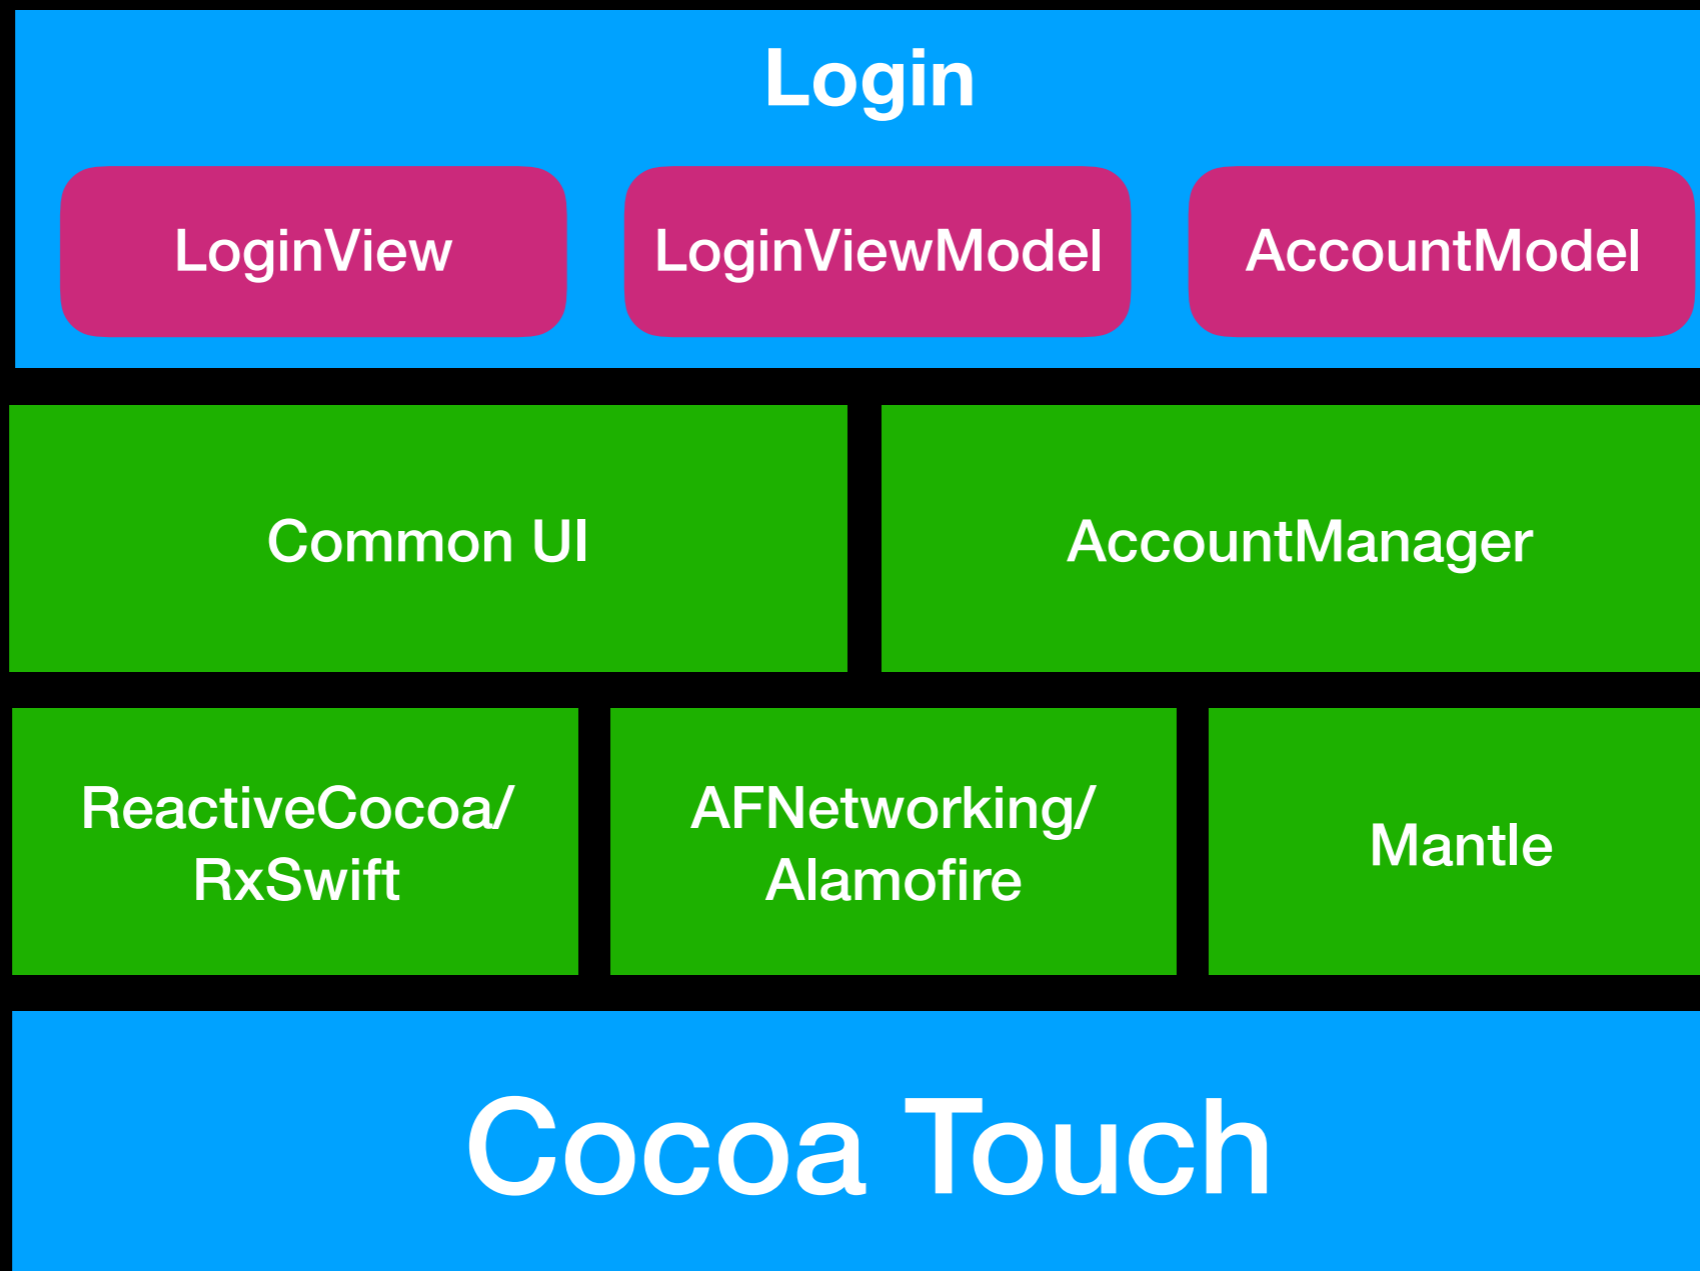 Login
LoginView
LoginViewModel
AccountModel
Common UI
AccountManager
ReactiveCocoa/
RxSwift
AFNetworking/
Alamofire
Mantle
Cocoa Touch